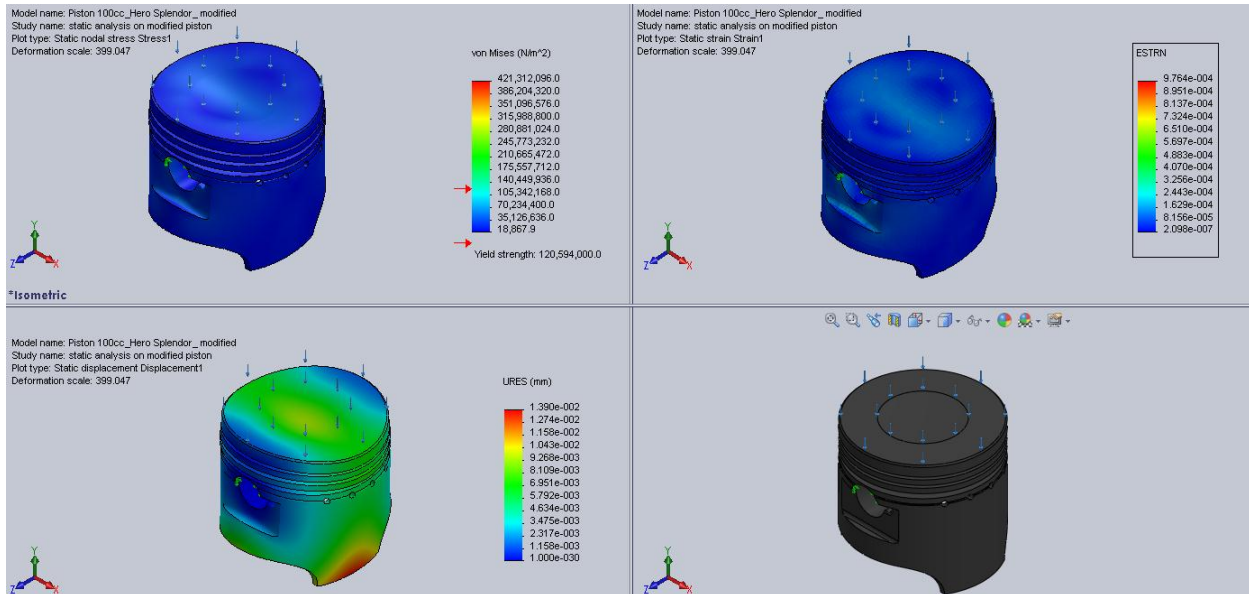 Model name: Piston 100cc_Hero Splendor_ modified
Study name: static analysis on modified piston
Plot type: Static nodal stress Stress1
Deformation scale: 399.047
von Mises (N/m^2)
421,312,096.0
386,204,320.0
351,096,576.0
315,988,800.0
280,881,024.0
245,773,232.0
210,665,472.0
175,557,712.0
140,449,936.0
105,342,168.0
70,234,400.0
35,126,636.0
18,867.9
Yield strength: 120,594,000.0
Y
Z
X
*Isometric
Model name: Piston 100cc_Hero Splendor_ modified
Study name: static analysis on modified piston
Plot type: Static strain Strain1
Deformation scale: 399.047
ESTRN
9.764e-004
8.951e-004
8.137e-004
7.324e-004
6.510e-004
5.697e-004
4.883e-004
4.070e-004
3.256e-004
2.443e-004
1.629e-004
8.156e-005
2.098e-007
Y
Z
X
Model name: Piston 100cc_Hero Splendor_ modified
Study name: static analysis on modified piston
Plot type: Static displacement Displacement1
Deformation scale: 399.047
URES (mm)
1.390e-002
1.274e-002
1.158e-002
1.043e-002
9.268e-003
8.109e-003
6.951e-003
5.792e-003
4.634e-003
3.475e-003
2.317e-003
1.158e-003
1.000e-030
Y
Z
X
Y
Z
X